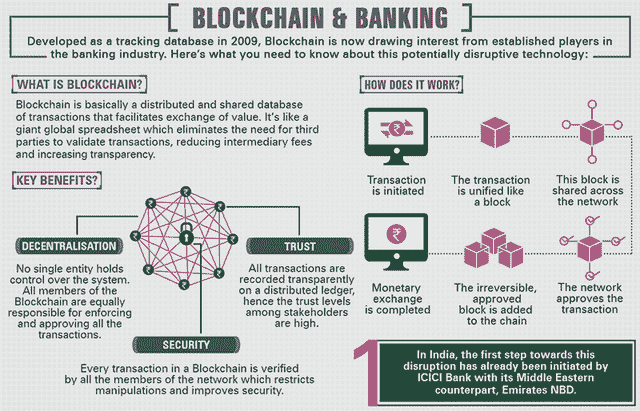 BLOCKCHAIN & BANKING
Developed as a tracking database in 2009, Blockchain is now drawing interest from established players in
the banking industry. Here's what you need to know about this potentially disruptive technology:
WHAT IS BLOCKCHAIN?
Blockchain is basically a distributed and shared database
of transactions that facilitates exchange of value. It's like a
giant global spreadsheet which eliminates the need for third
parties to validate transactions, reducing intermediary fees
and increasing transparency.
KEY BENEFITS?
DECENTRALISATION
No single entity holds
control over the system.
All members of the
Blockchain are equally
responsible for enforcing
and approving all the
transactions.
TRUST
All transactions are
recorded transparently
on a distributed ledger,
hence the trust levels
among stakeholders
are high.
SECURITY
Every transaction in a Blockchain is verified
by all the members of the network which restricts
manipulations and improves security.
HOW DOES IT WORK?
₹
Transaction
is initiated
The transaction
is unified like
a block
This block is
shared across
the network
₹
Monetary
exchange is
completed
The irreversible,
approved
block is added
to the chain
The network
approves the
transaction
1
In India, the first step towards this
disruption has already been initiated by
ICICI Bank with its Middle Eastern
counterpart, Emirates NBD.